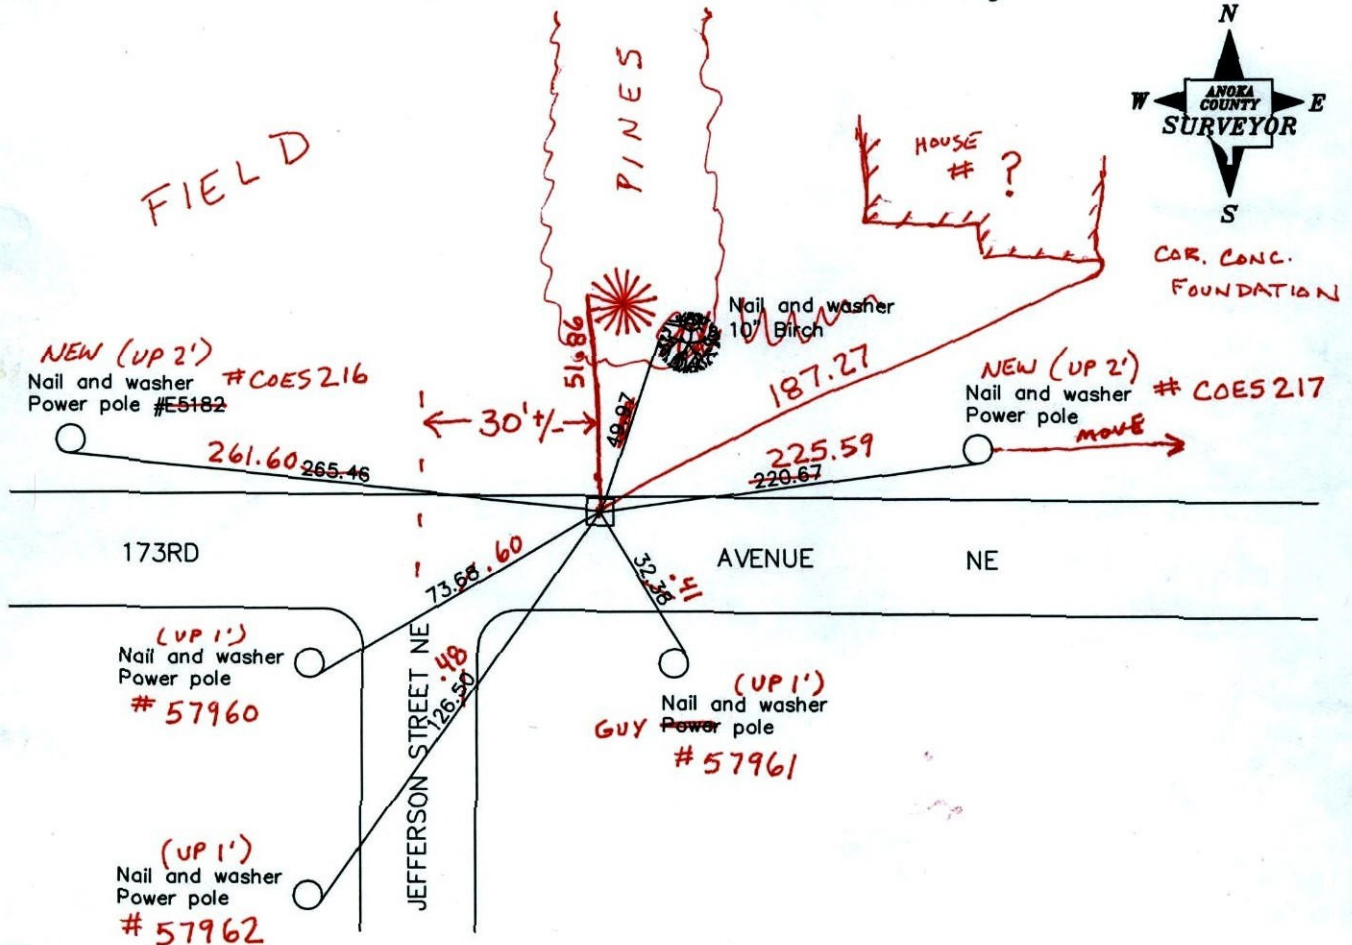 N
W
ANOKA
COUNTY
E
SURVEYOR
S
PINES
FIELD
HOUSE
# ?
COR. CONC.
FOUNDATION
Nail and washer
10" Birch
51.86
49.97
187.27
NEW (UP 2')
Nail and washer #COE5216
Power pole #E5182
30'+/-
NEW (UP 2')
Nail and washer # COE5217
Power pole
MOVE
261.60 265.46
225.59
220.67
173RD
AVENUE
NE
73.68 .60
32.38 .41
(UP 1')
Nail and washer
Power pole
# 57960
JEFFERSON STREET NE
126.50 .48
(UP 1')
Nail and washer
GUY Power pole
# 57961
(UP 1')
Nail and washer
Power pole
# 57962